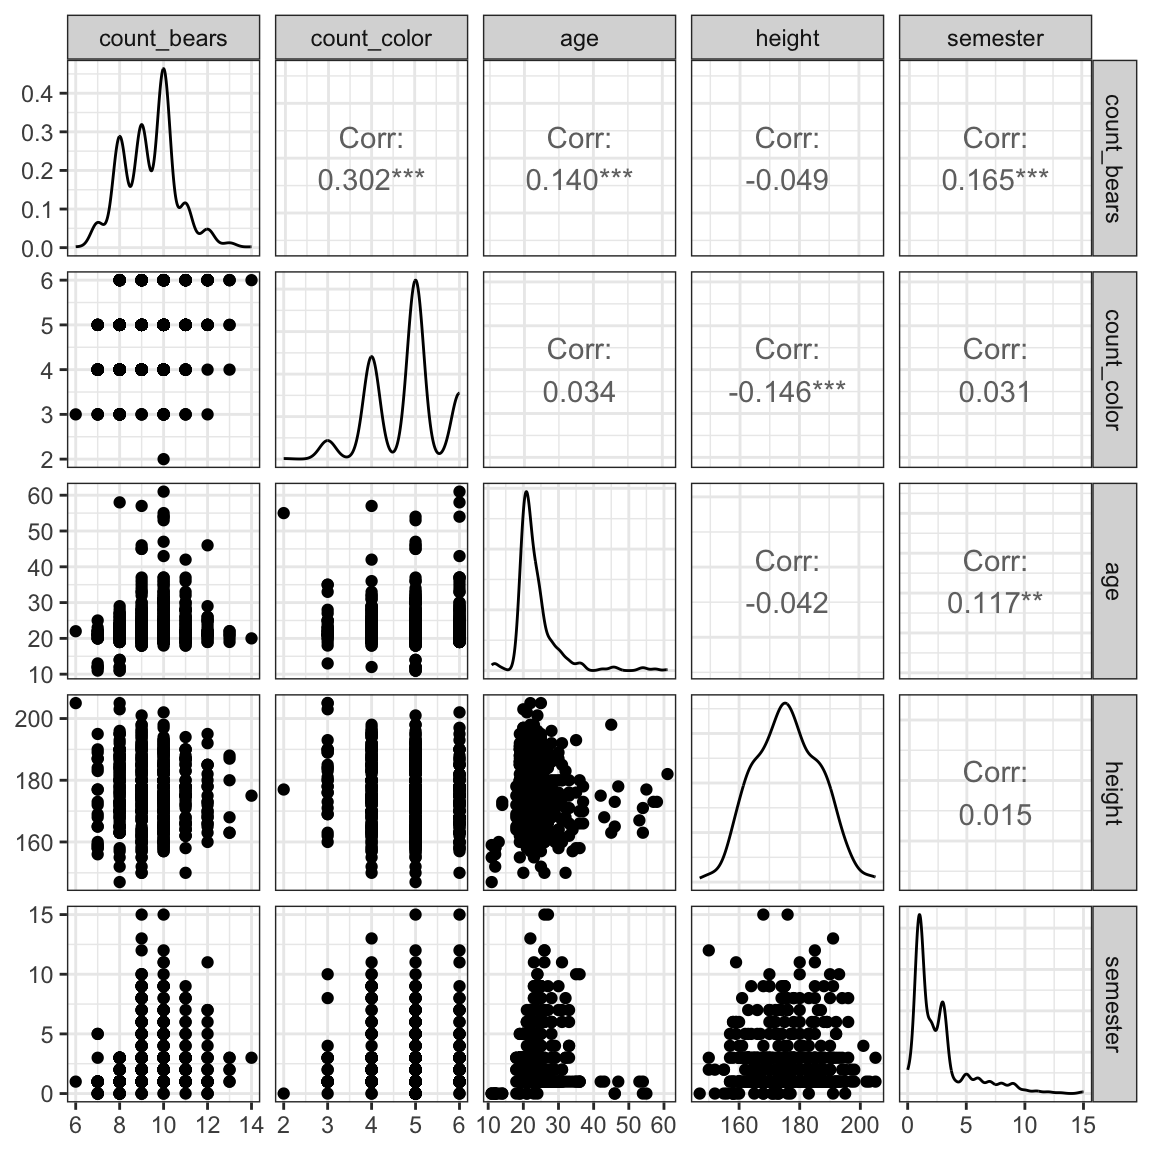 count_bears count_color age height semester
0.4
0.3
0.2
0.1
0.0
Corr: Corr: Corr: Corr:
0.302*** 0.140*** -0.049 0.165***
count_bears
6
5
4
3
2
Corr: Corr: Corr:
0.034 -0.146*** 0.031
count_color
60
50
40
30
20
10
Corr: Corr:
-0.042 0.117**
age
200
180
160
Corr:
0.015
height
15
10
5
0
semester
6 8 10 12 14 2 3 4 5 6 10 20 30 40 50 60 160 180 200 0 5 10 15